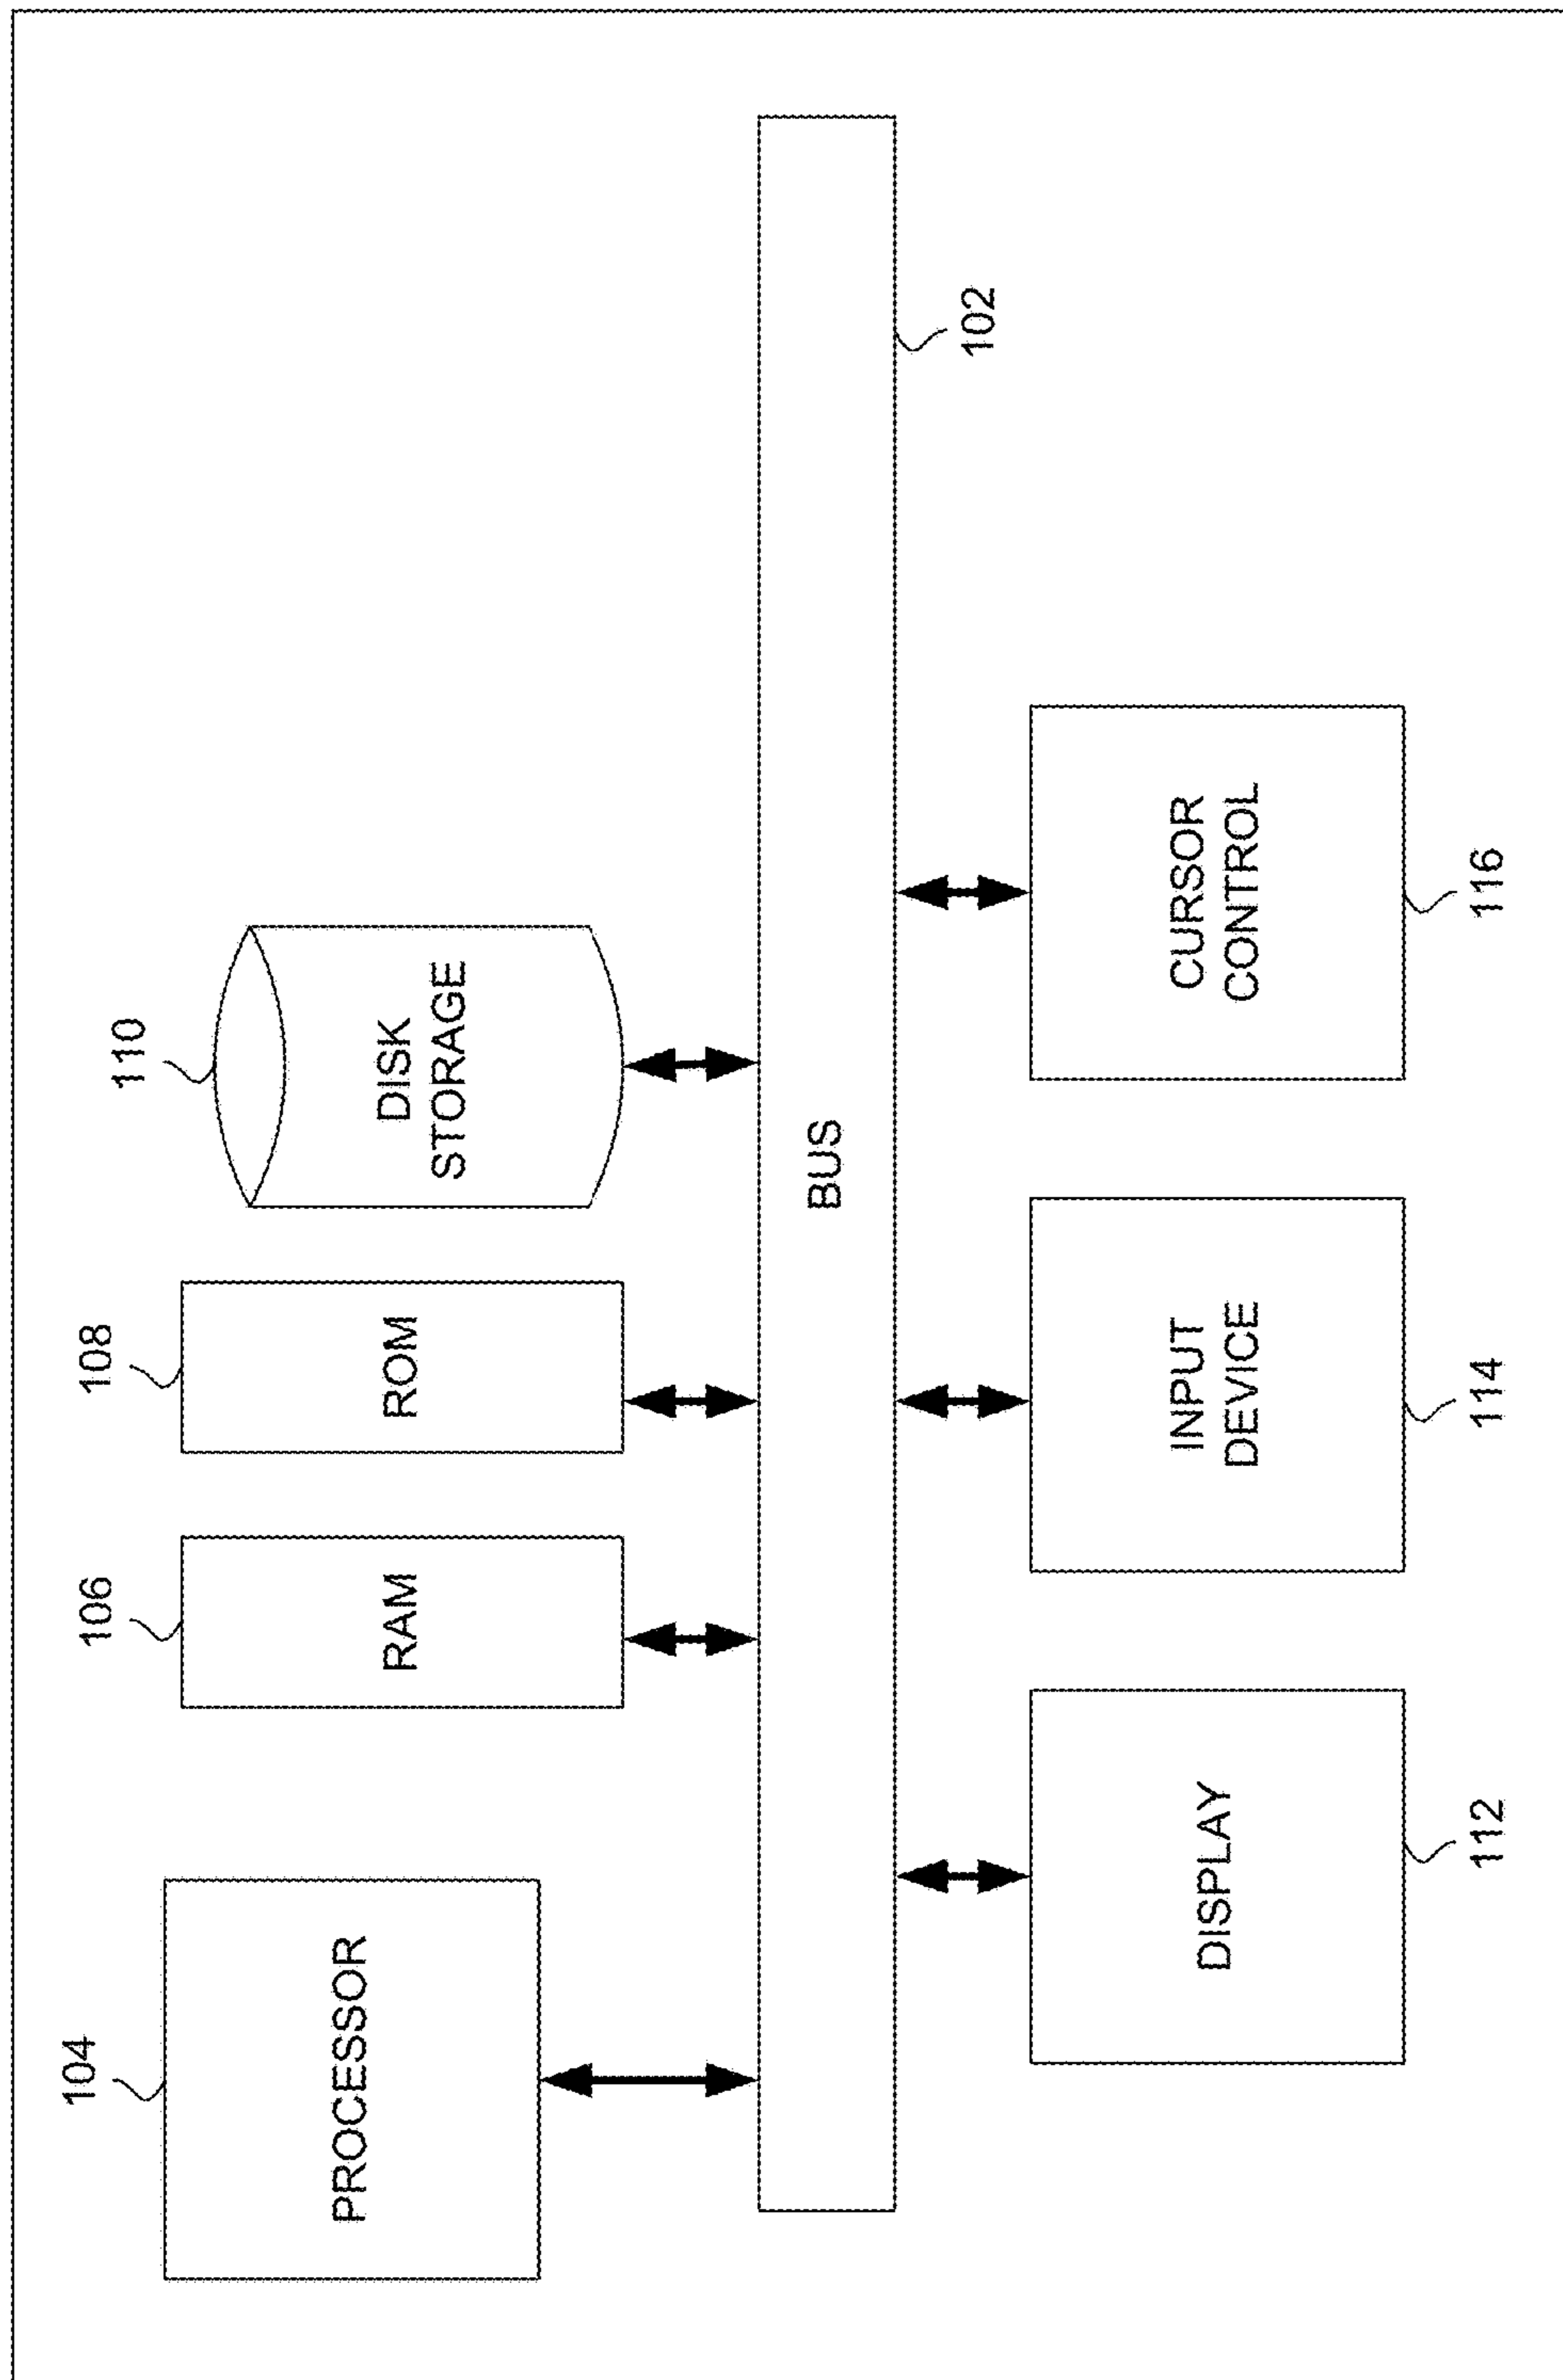 104
106
108
110
PROCESSOR
RAM
ROM
DISK
STORAGE
BUS
102
DISPLAY
INPUT
DEVICE
CURSOR
CONTROL
112
114
116